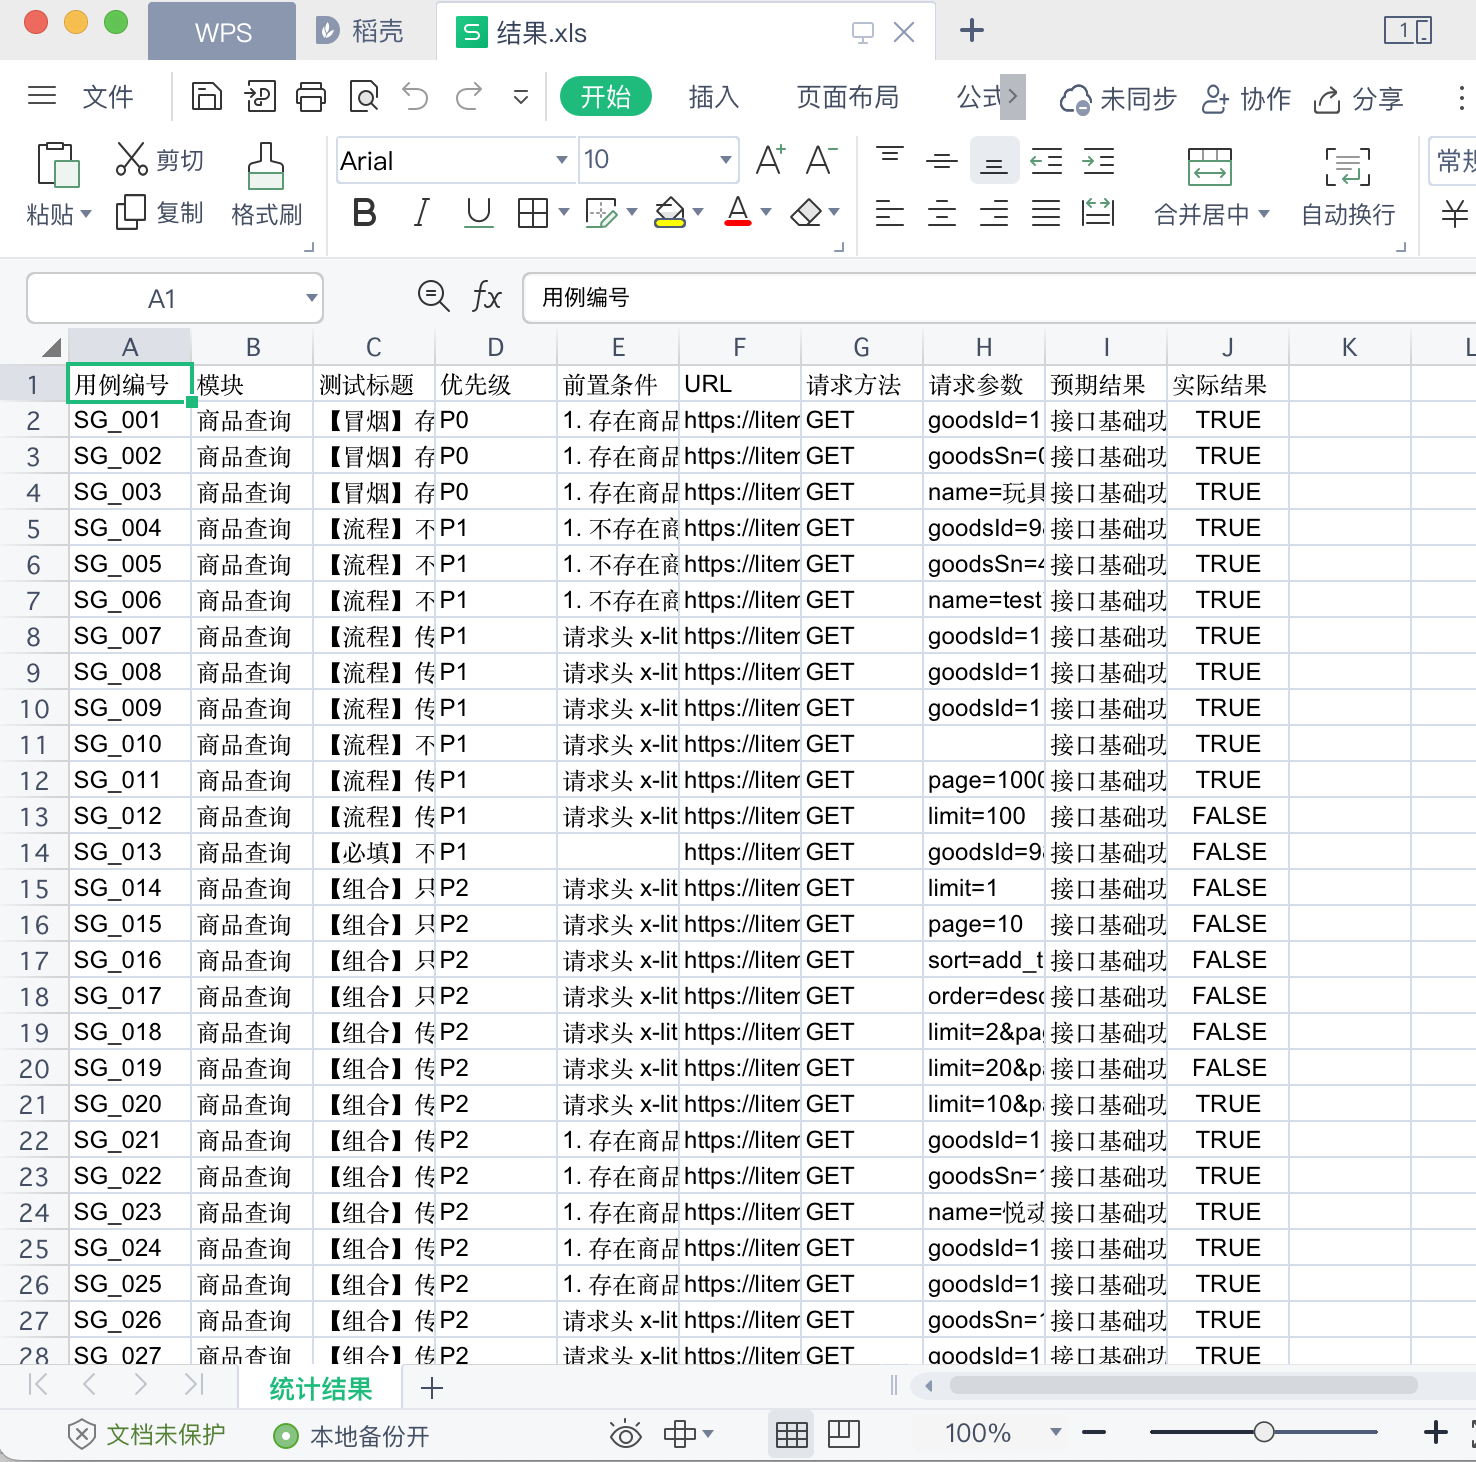 WPS 稻壳 结果.xls
文件 开始 插入 页面布局 公式 未同步 协作 分享
剪切 Arial 10 常规
粘贴 复制 格式刷 B I U A 合并居中 自动换行 ¥
A1 fx 用例编号
A B C D E F G H I J K L
1 用例编号 模块 测试标题 优先级 前置条件 URL 请求方法 请求参数 预期结果 实际结果
2 SG_001 商品查询 【冒烟】存 P0 1. 存在商品 https://litem GET goodsId=1 接口基础功 TRUE
3 SG_002 商品查询 【冒烟】存 P0 1. 存在商品 https://litem GET goodsSn=0 接口基础功 TRUE
4 SG_003 商品查询 【冒烟】存 P0 1. 存在商品 https://litem GET name=玩具 接口基础功 TRUE
5 SG_004 商品查询 【流程】不 P1 1. 不存在商 https://litem GET goodsId=9 接口基础功 TRUE
6 SG_005 商品查询 【流程】不 P1 1. 不存在商 https://litem GET goodsSn=4 接口基础功 TRUE
7 SG_006 商品查询 【流程】不 P1 1. 不存在商 https://litem GET name=test 接口基础功 TRUE
8 SG_007 商品查询 【流程】传 P1 请求头 x-lit https://litem GET goodsId=1 接口基础功 TRUE
9 SG_008 商品查询 【流程】传 P1 请求头 x-lit https://litem GET goodsId=1 接口基础功 TRUE
10 SG_009 商品查询 【流程】传 P1 请求头 x-lit https://litem GET goodsId=1 接口基础功 TRUE
11 SG_010 商品查询 【流程】不 P1 请求头 x-lit https://litem GET 接口基础功 TRUE
12 SG_011 商品查询 【流程】传 P1 请求头 x-lit https://litem GET page=1000 接口基础功 TRUE
13 SG_012 商品查询 【流程】传 P1 请求头 x-lit https://litem GET limit=100 接口基础功 FALSE
14 SG_013 商品查询 【必填】不 P1 https://litem GET goodsId=9 接口基础功 FALSE
15 SG_014 商品查询 【组合】只 P2 请求头 x-lit https://litem GET limit=1 接口基础功 FALSE
16 SG_015 商品查询 【组合】只 P2 请求头 x-lit https://litem GET page=10 接口基础功 FALSE
17 SG_016 商品查询 【组合】只 P2 请求头 x-lit https://litem GET sort=add_t 接口基础功 FALSE
18 SG_017 商品查询 【组合】只 P2 请求头 x-lit https://litem GET order=desc 接口基础功 FALSE
19 SG_018 商品查询 【组合】传 P2 请求头 x-lit https://litem GET limit=2&pa 接口基础功 FALSE
20 SG_019 商品查询 【组合】传 P2 请求头 x-lit https://litem GET limit=20&p 接口基础功 FALSE
21 SG_020 商品查询 【组合】传 P2 请求头 x-lit https://litem GET limit=10&p 接口基础功 TRUE
22 SG_021 商品查询 【组合】传 P2 1. 存在商品 https://litem GET goodsId=1 接口基础功 TRUE
23 SG_022 商品查询 【组合】传 P2 1. 存在商品 https://litem GET goodsSn=1 接口基础功 TRUE
24 SG_023 商品查询 【组合】传 P2 1. 存在商品 https://litem GET name=悦动 接口基础功 TRUE
25 SG_024 商品查询 【组合】传 P2 1. 存在商品 https://litem GET goodsId=1 接口基础功 TRUE
26 SG_025 商品查询 【组合】传 P2 1. 存在商品 https://litem GET goodsId=1 接口基础功 TRUE
27 SG_026 商品查询 【组合】传 P2 请求头 x-lit https://litem GET goodsSn=1 接口基础功 TRUE
28 SG_027 商品查询 【组合】传 P2 请求头 x-lit https://litem GET goodsId=1 接口基础功 TRUE
统计结果
文档未保护 本地备份开 100%